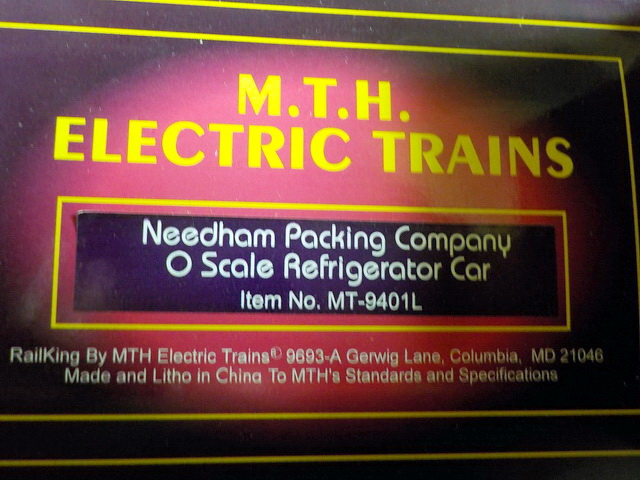 M.T.H.
ELECTRIC TRAINS
Needham Packing Company
O Scale Refrigerator Car
Item No. MT-9401L
RailKing By MTH Electric Trains® 9693-A Gerwig Lane, Columbia, MD 21046
Made and Litho in China To MTH's Standards and Specifications